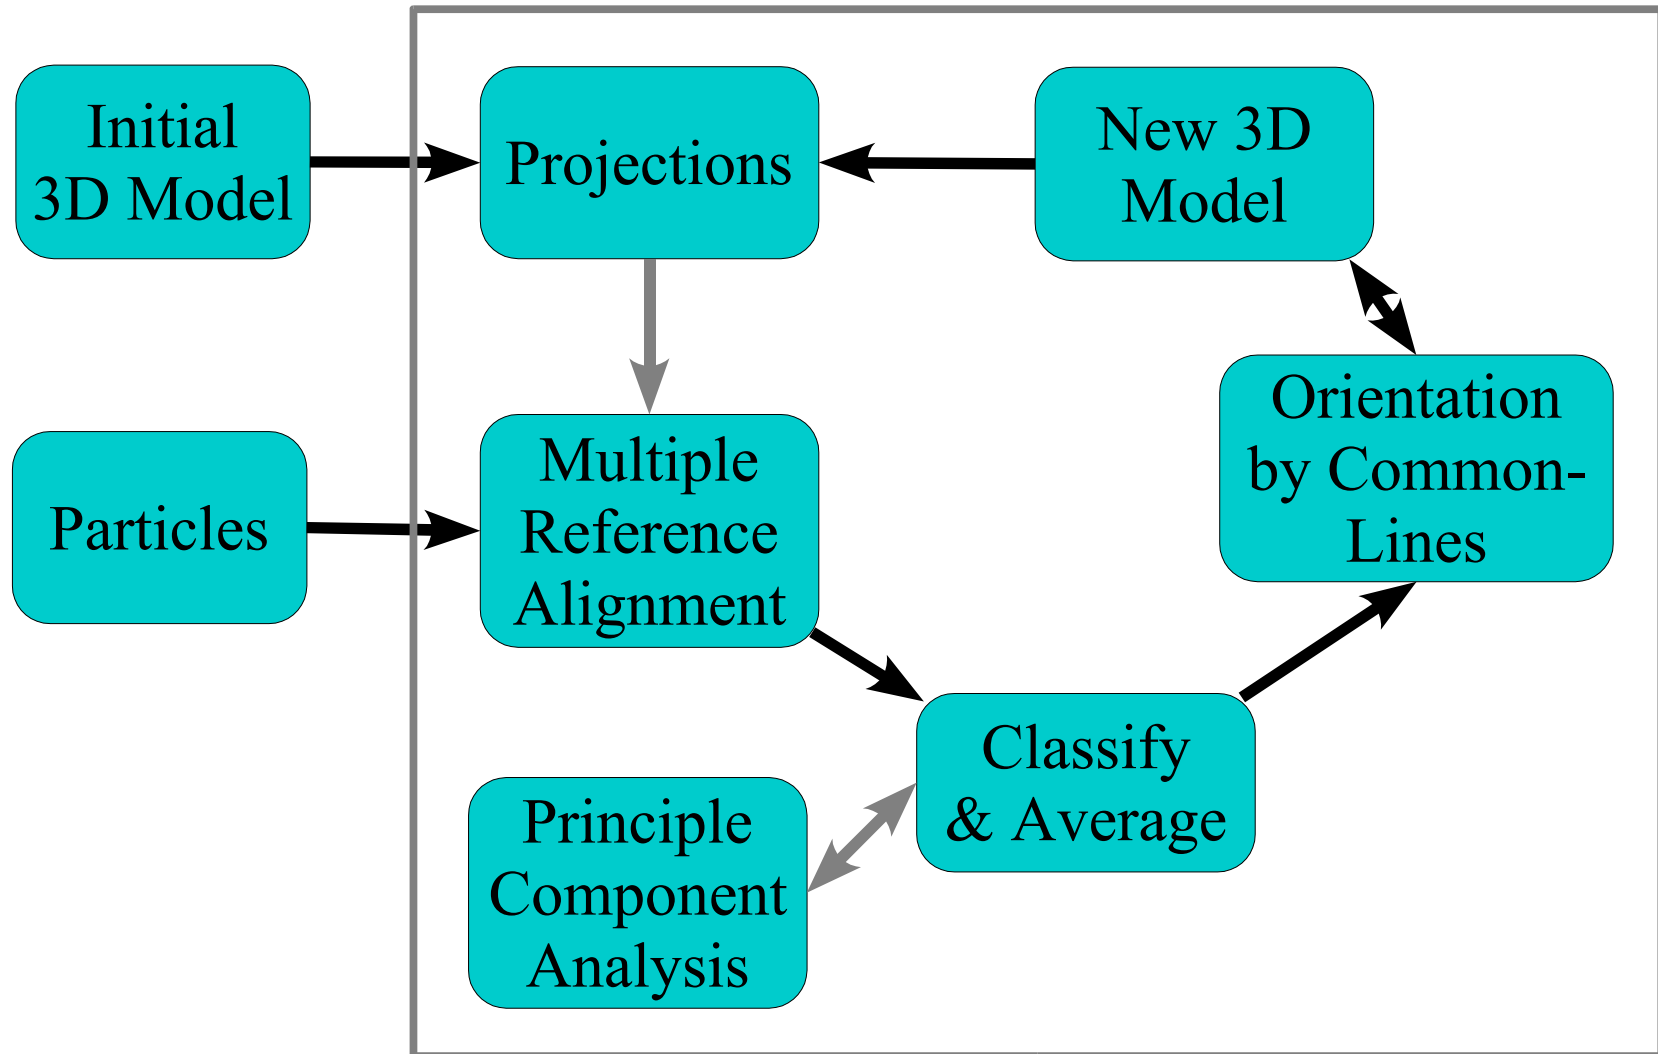 Initial
3D Model
Projections
New 3D
Model
Particles
Multiple
Reference
Alignment
Orientation
by Common-
Lines
Classify
& Average
Principle
Component
Analysis